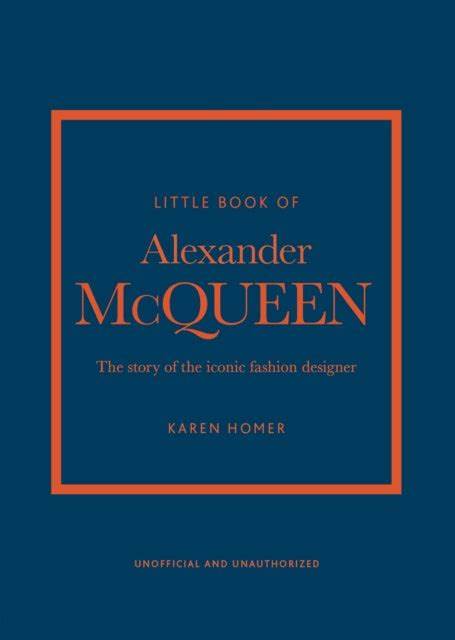 LITTLE BOOK OF
Alexander
McQUEEN
The story of the iconic fashion designer
KAREN HOMER
UNOFFICIAL AND UNAUTHORIZED